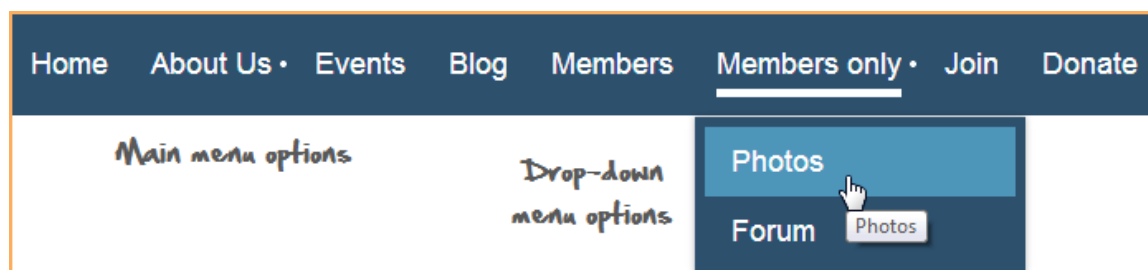 Home About Us • Events Blog Members Members only • Join Donate
Main menu options
Drop-down
menu options
Photos
Forum
Photos